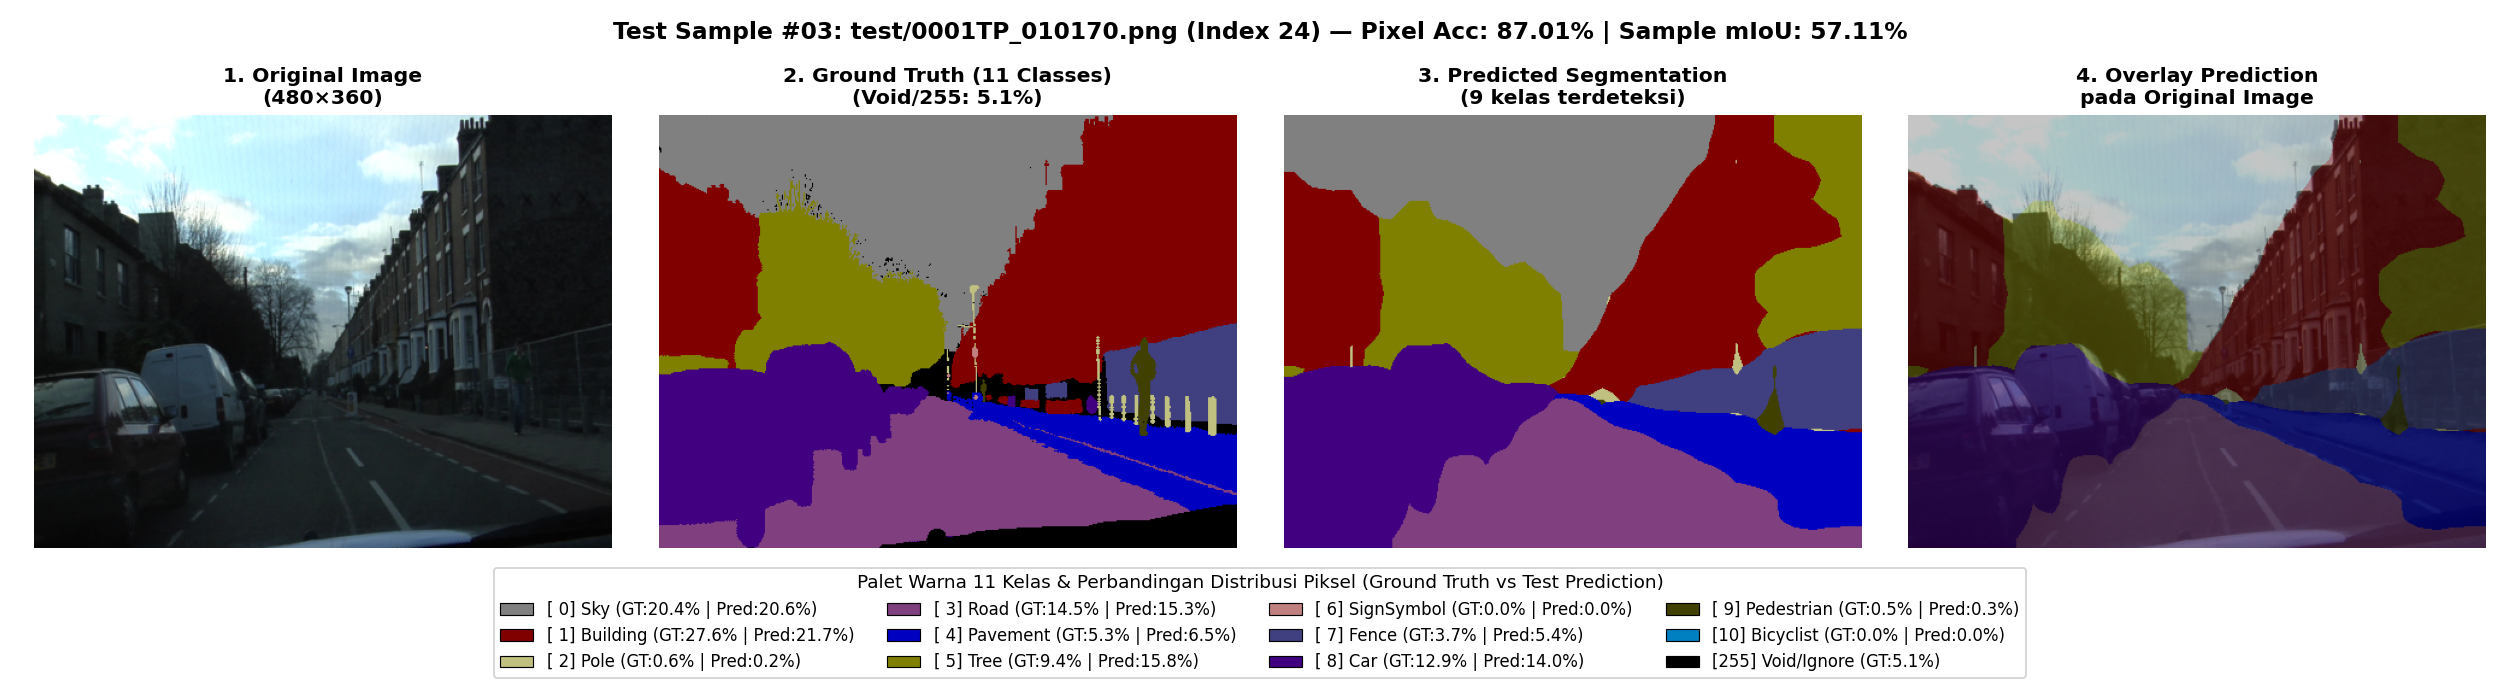 Test Sample #03: test/0001TP_010170.png (Index 24) — Pixel Acc: 87.01% | Sample mIoU: 57.11%
1. Original Image
(480×360)
2. Ground Truth (11 Classes)
(Void/255: 5.1%)
3. Predicted Segmentation
(9 kelas terdeteksi)
4. Overlay Prediction
pada Original Image
Palet Warna 11 Kelas & Perbandingan Distribusi Piksel (Ground Truth vs Test Prediction)
[ 0] Sky (GT:20.4% | Pred:20.6%)
[ 1] Building (GT:27.6% | Pred:21.7%)
[ 2] Pole (GT:0.6% | Pred:0.2%)
[ 3] Road (GT:14.5% | Pred:15.3%)
[ 4] Pavement (GT:5.3% | Pred:6.5%)
[ 5] Tree (GT:9.4% | Pred:15.8%)
[ 6] SignSymbol (GT:0.0% | Pred:0.0%)
[ 7] Fence (GT:3.7% | Pred:5.4%)
[ 8] Car (GT:12.9% | Pred:14.0%)
[ 9] Pedestrian (GT:0.5% | Pred:0.3%)
[10] Bicyclist (GT:0.0% | Pred:0.0%)
[255] Void/Ignore (GT:5.1%)